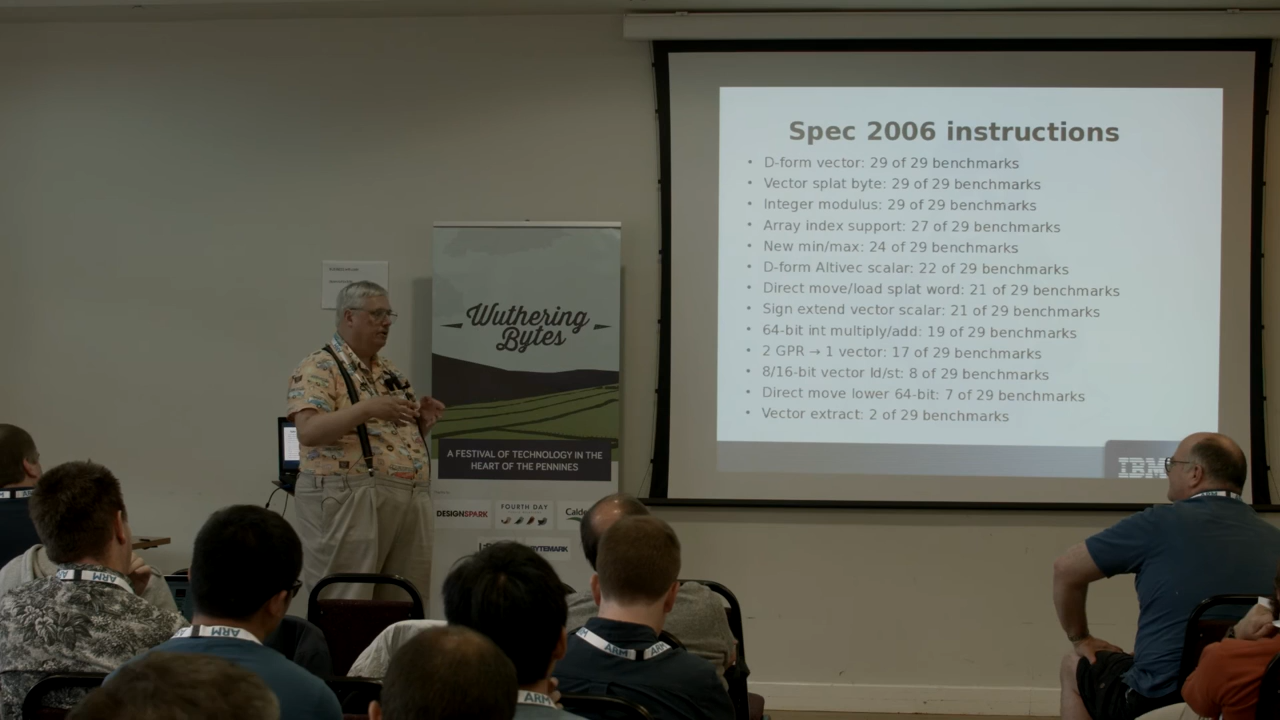 Spec 2006 instructions
• D-form vector: 29 of 29 benchmarks
• Vector splat byte: 29 of 29 benchmarks
• Integer modulus: 29 of 29 benchmarks
• Array index support: 27 of 29 benchmarks
• New min/max: 24 of 29 benchmarks
• D-form Altivec scalar: 22 of 29 benchmarks
• Direct move/load splat word: 21 of 29 benchmarks
• Sign extend vector scalar: 21 of 29 benchmarks
• 64-bit int multiply/add: 19 of 29 benchmarks
• 2 GPR → 1 vector: 17 of 29 benchmarks
• 8/16-bit vector ld/st: 8 of 29 benchmarks
• Direct move lower 64-bit: 7 of 29 benchmarks
• Vector extract: 2 of 29 benchmarks
IBM
Wuthering
Bytes
A FESTIVAL OF TECHNOLOGY IN THE
HEART OF THE PENNINES
DESIGNSPARK
FOURTH DAY
BYTEMARK
ARM
ARM
ARM
ARM
ARM